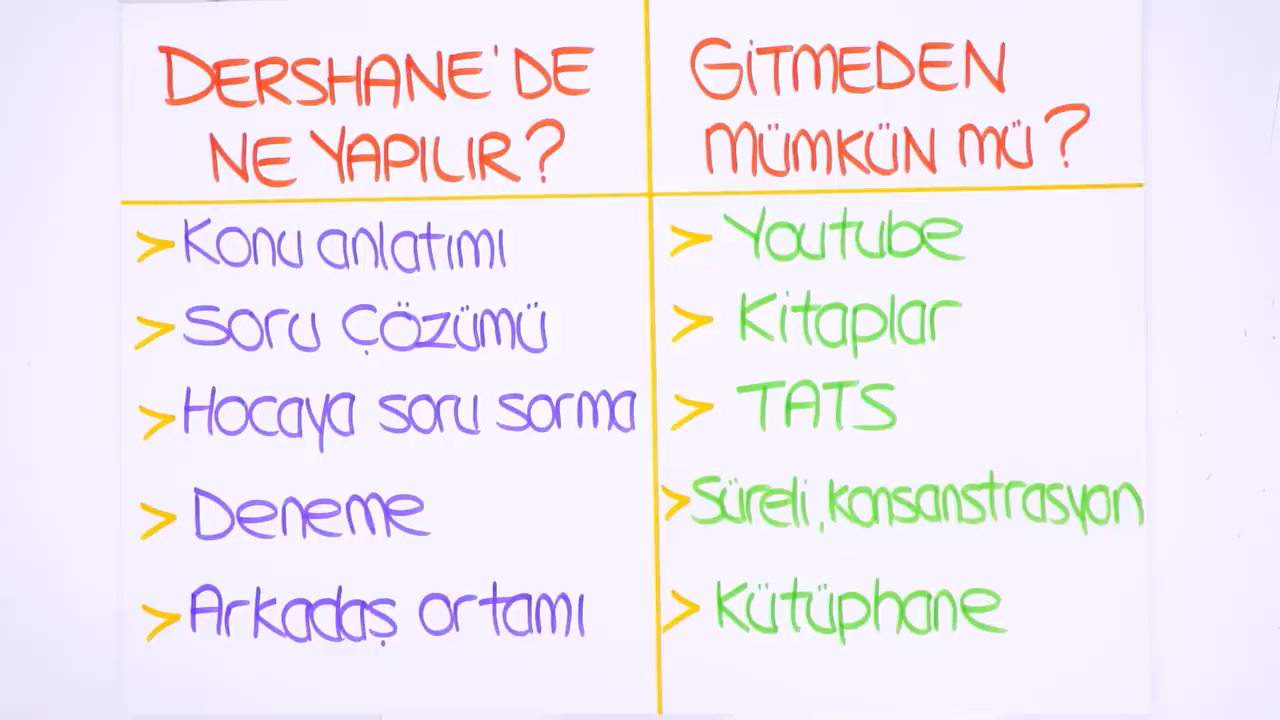 DERSHANE'DE
NE YAPILIR?
> Konu anlatımı
> Soru Çözümü
> Hocaya soru sorma
> Deneme
> Arkadaş ortamı
GİTMEDEN
MÜMKÜN MÜ?
> Youtube
> Kitaplar
> TATS
> Süreli, konsanstrasyon
> Kütüphane